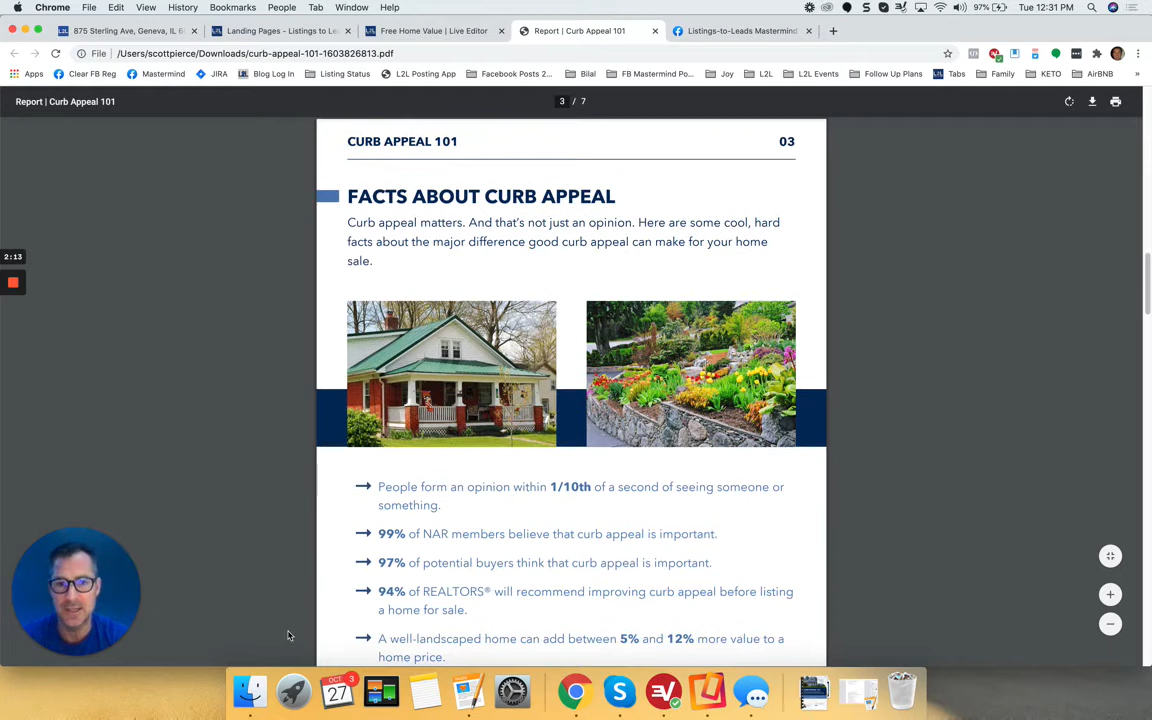 Chrome File Edit View History Bookmarks People Tab Window Help 97% Tue 12:31 PM
875 Sterling Ave, Geneva, IL 6 Landing Pages - Listings to Le Free Home Value | Live Editor Report | Curb Appeal 101 Listings-to-Leads Mastermind
File /Users/scottpierce/Downloads/curb-appeal-101-1603826813.pdf
Apps Clear FB Reg Mastermind JIRA Blog Log In Listing Status L2L Posting App Facebook Posts 2... Bilal FB Mastermind Po... Joy L2L L2L Events Follow Up Plans Tabs Family KETO AirBNB »
Report | Curb Appeal 101 3 / 7
CURB APPEAL 101 03
FACTS ABOUT CURB APPEAL
Curb appeal matters. And that's not just an opinion. Here are some cool, hard
facts about the major difference good curb appeal can make for your home
sale.
2:13
→ People form an opinion within 1/10th of a second of seeing someone or
something.
→ 99% of NAR members believe that curb appeal is important.
→ 97% of potential buyers think that curb appeal is important.
→ 94% of REALTORS® will recommend improving curb appeal before listing
a home for sale.
→ A well-landscaped home can add between 5% and 12% more value to a
home price.
OCT 3
27